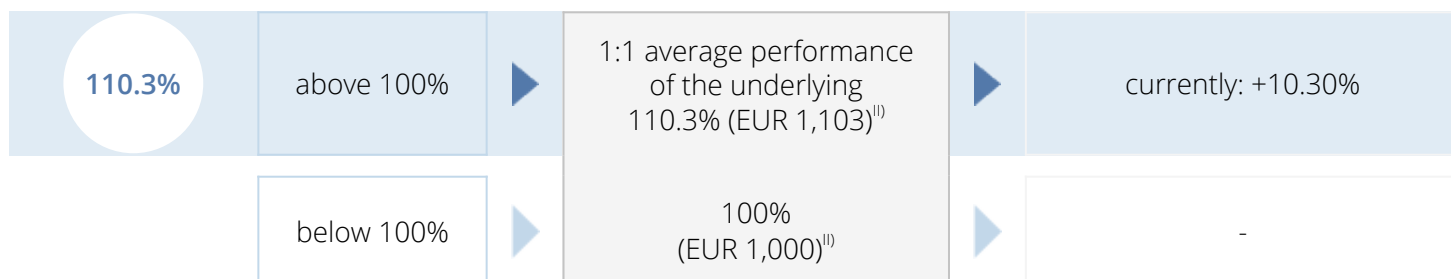 110.3%
above 100%
1:1 average performance
of the underlying
110.3% (EUR 1,103)II)
currently: +10.30%
below 100%
100%
(EUR 1,000)II)
-